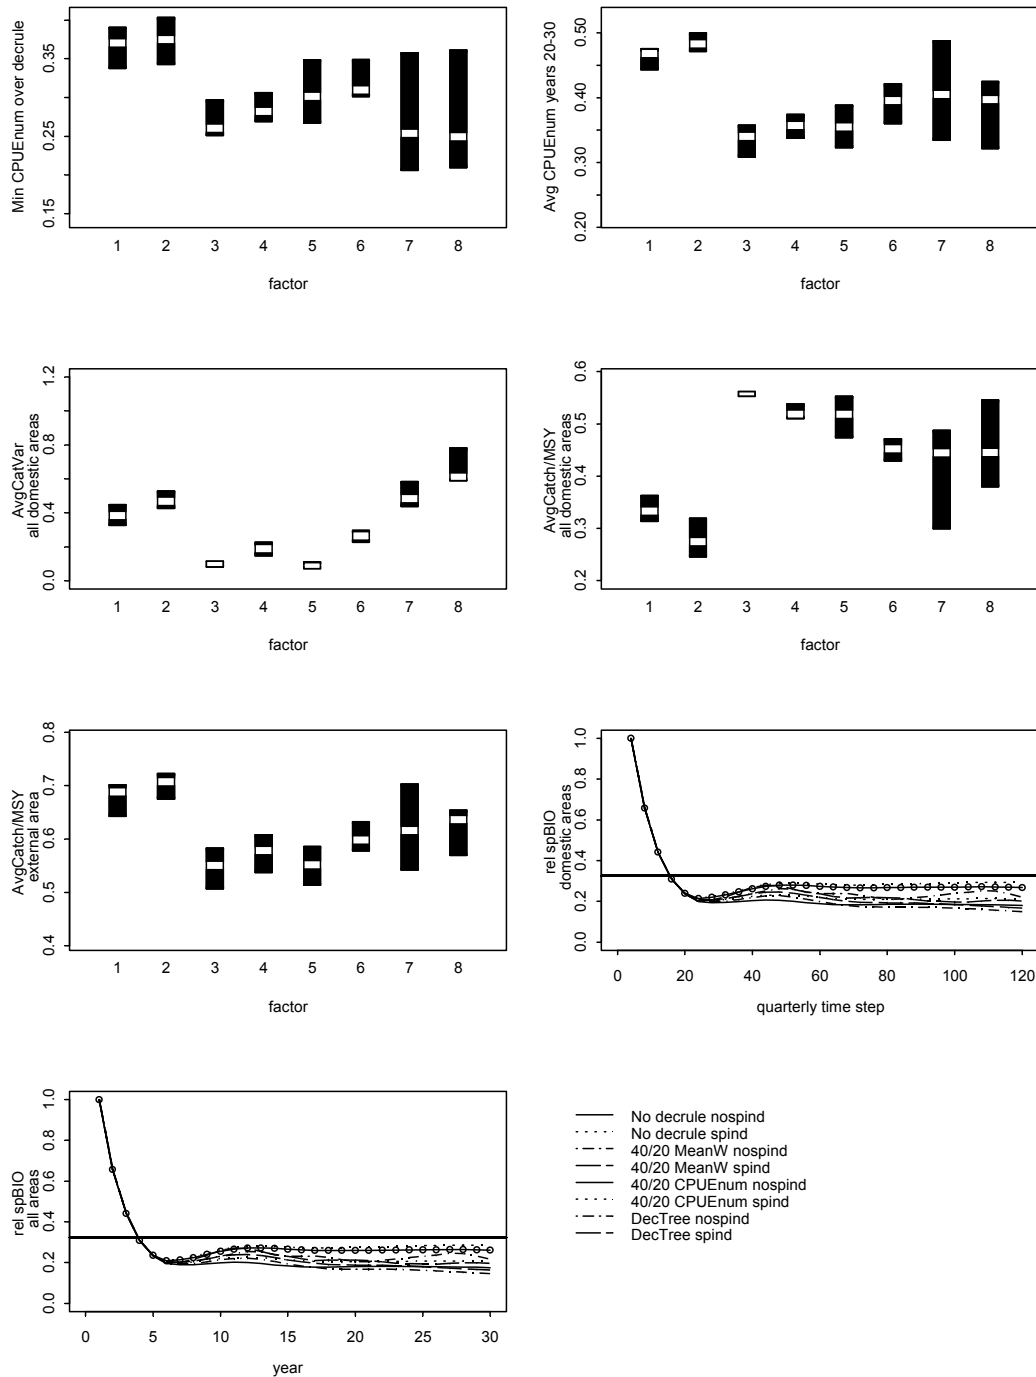 Min CPUEnum over decrule
0.15 0.25 0.35
1 2 3 4 5 6 7 8
factor
Avg CPUEnum years 20-30
0.20 0.30 0.40 0.50
1 2 3 4 5 6 7 8
factor
AvgCatVar
all domestic areas
0.0 0.4 0.8 1.2
1 2 3 4 5 6 7 8
factor
AvgCatch/MSY
all domestic areas
0.2 0.3 0.4 0.5 0.6
1 2 3 4 5 6 7 8
factor
AvgCatch/MSY
external area
0.4 0.5 0.6 0.7 0.8
1 2 3 4 5 6 7 8
factor
rel spBIO
domestic areas
0.0 0.2 0.4 0.6 0.8 1.0
0 20 40 60 80 100 120
quarterly time step
rel spBIO
all areas
0.0 0.2 0.4 0.6 0.8 1.0
0 5 10 15 20 25 30
year
No decrule nospind
No decrule spind
40/20 MeanW nospind
40/20 MeanW spind
40/20 CPUEnum nospind
40/20 CPUEnum spind
DecTree nospind
DecTree spind